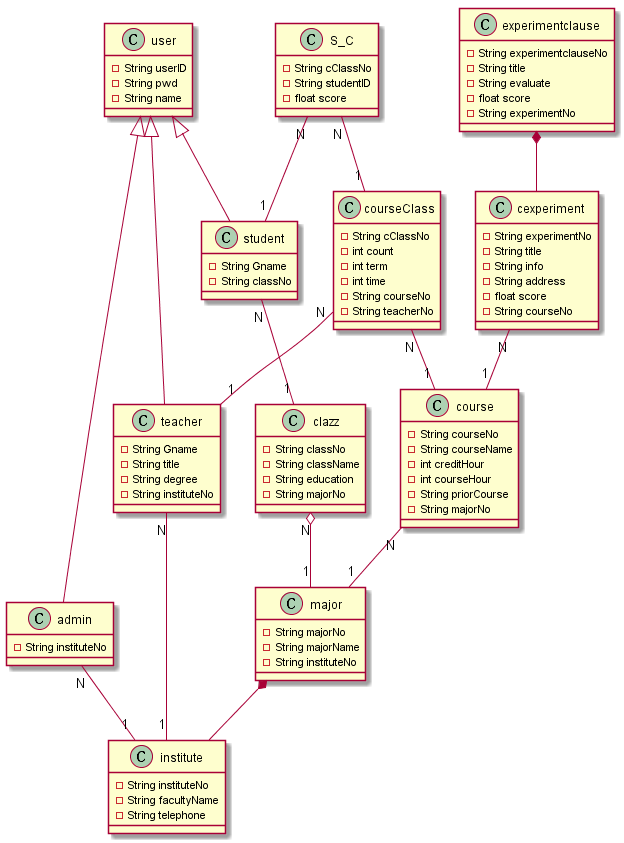 C user
String userID
String pwd
String name
C S_C
String cClassNo
String studentID
float score
C experimentclause
String experimentclauseNo
String title
String evaluate
float score
String experimentNo
N
N
1
1
C student
String Gname
String classNo
C courseClass
String cClassNo
int count
int term
int time
String courseNo
String teacherNo
C cexperiment
String experimentNo
String title
String info
String address
float score
String courseNo
N
N
N
N
1
1
1
1
C teacher
String Gname
String title
String degree
String instituteNo
C clazz
String classNo
String className
String education
String majorNo
C course
String courseNo
String courseName
int creditHour
int courseHour
String priorCourse
String majorNo
N
N
N
1
1
C admin
String instituteNo
C major
String majorNo
String majorName
String instituteNo
N
1
1
C institute
String instituteNo
String facultyName
String telephone